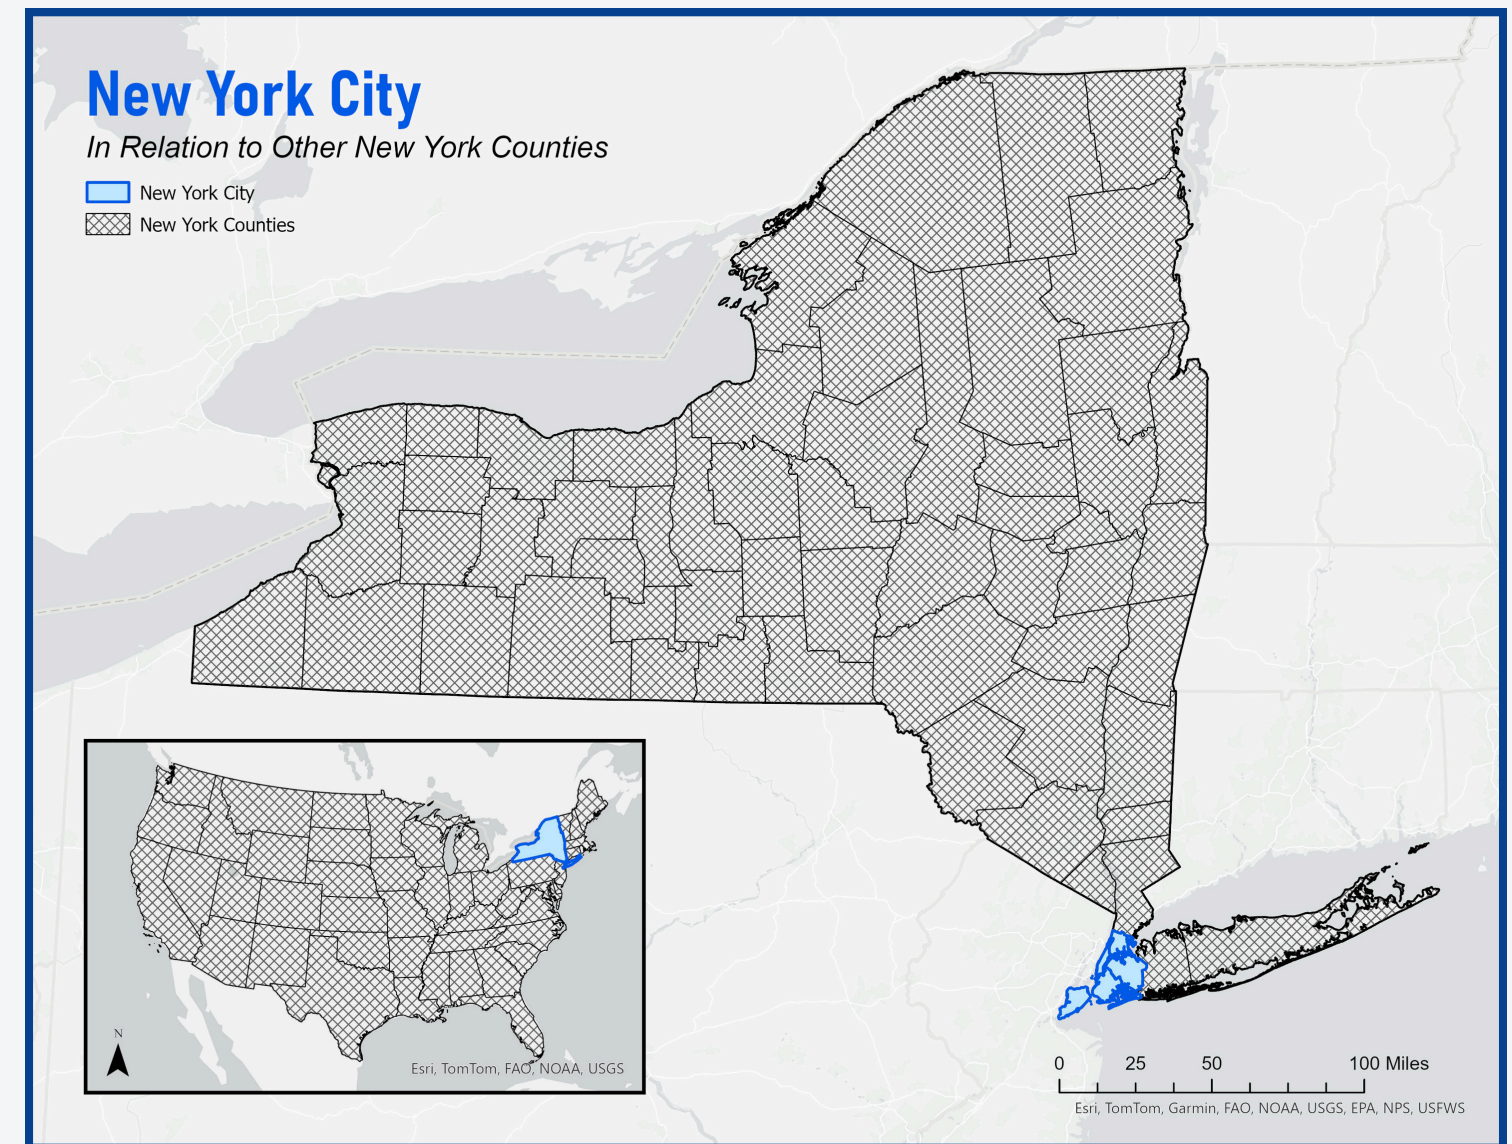 New York City
In Relation to Other New York Counties
New York City
New York Counties
N
Esri, TomTom, FAO, NOAA, USGS
0 25 50 100 Miles
Esri, TomTom, Garmin, FAO, NOAA, USGS, EPA, NPS, USFWS